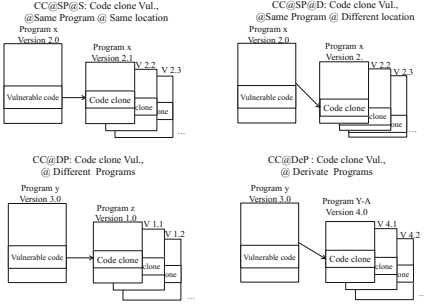 CC@SP@S: Code clone Vul.,
@Same Program @ Same location
Program x
Version 2.0
Program x
Version 2.1
V 2.2
V 2.3
Vulnerable code
Code clone
clone
one
...
CC@SP@D: Code clone Vul.,
@Same Program @ Different location
Program x
Version 2.0
Program x
Version 2.
V 2.2
V 2.3
Vulnerable code
Code clone
clone
one
...
CC@DP: Code clone Vul.,
@ Different Programs
Program y
Version 3.0
Program z
Version 1.0
V 1.1
V 1.2
Vulnerable code
Code clone
clone
one
...
CC@DeP : Code clone Vul.,
@ Derivate Programs
Program y
Version 3.0
Program Y-A
Version 4.0
V 4.1
V 4.2
Vulnerable code
Code clone
clone
one
...